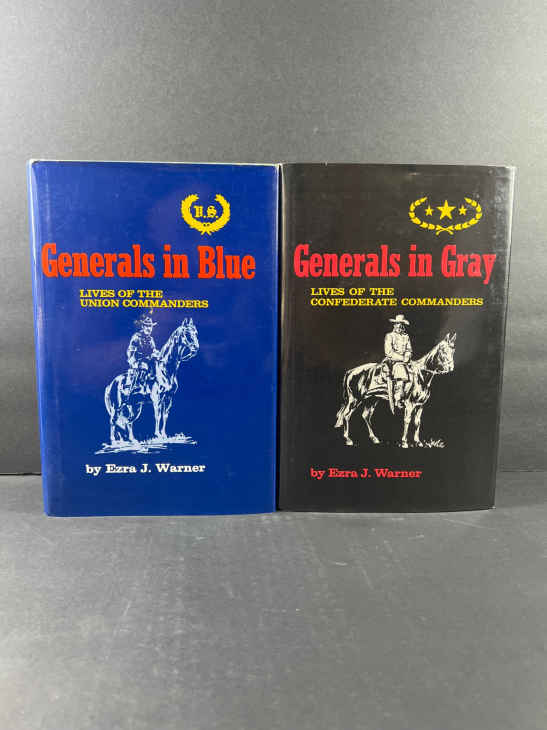 U.S.
Generals in Blue
LIVES OF THE
UNION COMMANDERS
by Ezra J. Warner
Generals in Gray
LIVES OF THE
CONFEDERATE COMMANDERS
by Ezra J. Warner